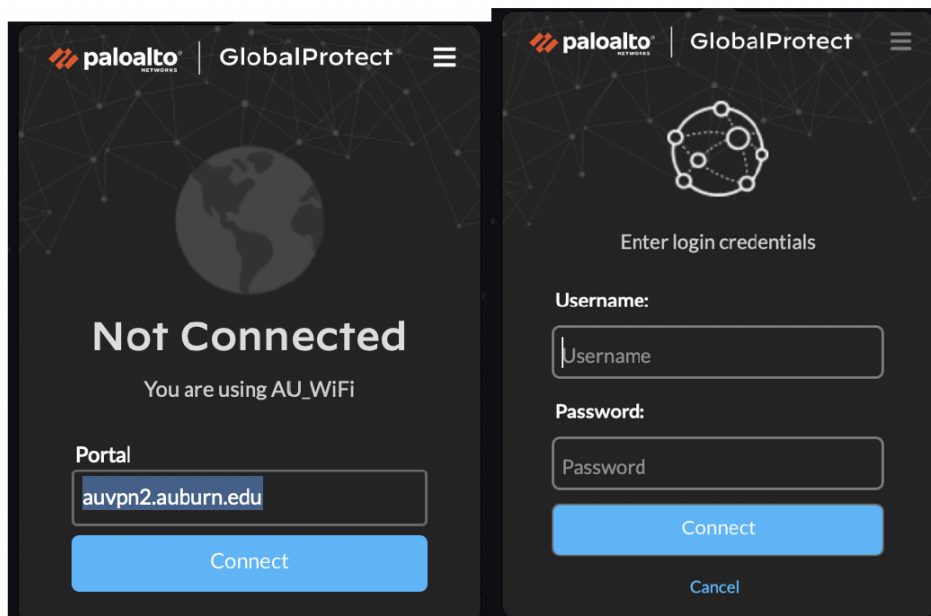 paloalto NETWORKS GlobalProtect
Not Connected
You are using AU_WiFi
Portal
auvpn2.auburn.edu
Connect
paloalto NETWORKS GlobalProtect
Enter login credentials
Username:
Username
Password:
Password
Connect
Cancel